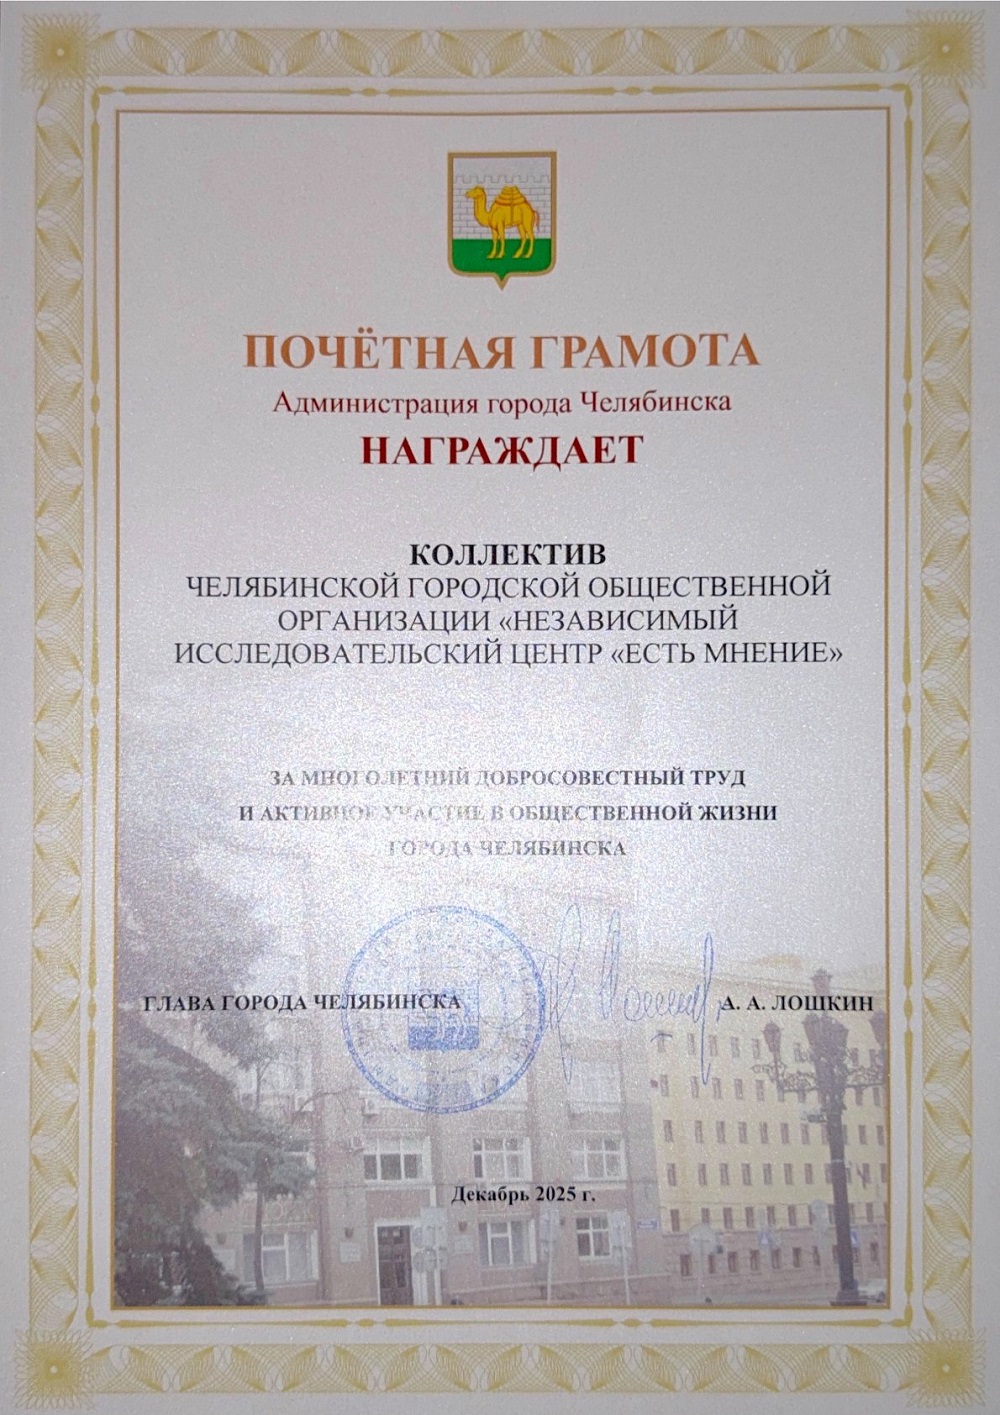 ПОЧЁТНАЯ ГРАМОТА
Администрация города Челябинска
НАГРАЖДАЕТ
КОЛЛЕКТИВ
ЧЕЛЯБИНСКОЙ ГОРОДСКОЙ ОБЩЕСТВЕННОЙ
ОРГАНИЗАЦИИ «НЕЗАВИСИМЫЙ
ИССЛЕДОВАТЕЛЬСКИЙ ЦЕНТР «ЕСТЬ МНЕНИЕ»
ЗА МНОГОЛЕТНИЙ ДОБРОСОВЕСТНЫЙ ТРУД
И АКТИВНОЕ УЧАСТИЕ В ОБЩЕСТВЕННОЙ ЖИЗНИ
ГОРОДА ЧЕЛЯБИНСКА
ГЛАВА ГОРОДА ЧЕЛЯБИНСКА А. А. ЛОШКИН
Декабрь 2025 г.